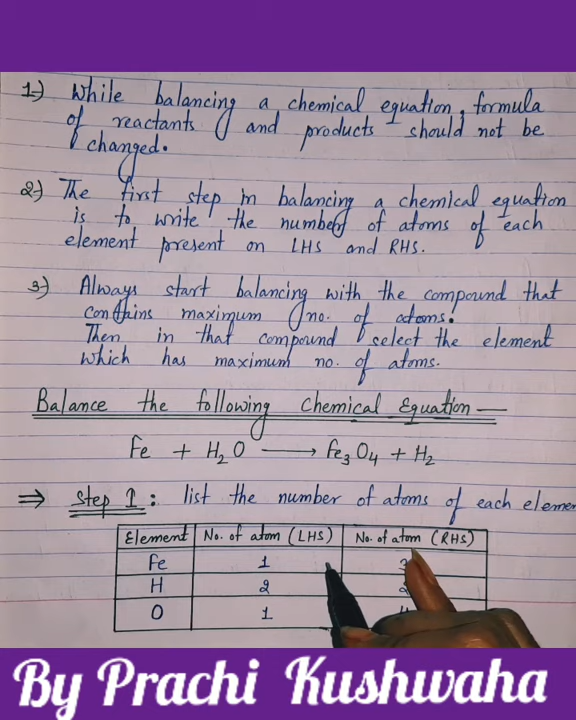 1→) While balancing a chemical equation, formula
of reactants and products should not be
changed.
2→) The first step in balancing a chemical equation
is to write the number of atoms of each
element present on LHS and RHS.
3→) Always start balancing with the compound that
contains maximum no. of atoms.
Then in that compound select the element
which has maximum no. of atoms.
Balance the following Chemical Equation —
Fe + H₂O ⟶ Fe₃O₄ + H₂
⇒ Step 1: list the number of atoms of each elemen
Element No. of atom (LHS) No. of atom (RHS)
Fe 1 3
H 2 2
O 1
By Prachi Kushwaha